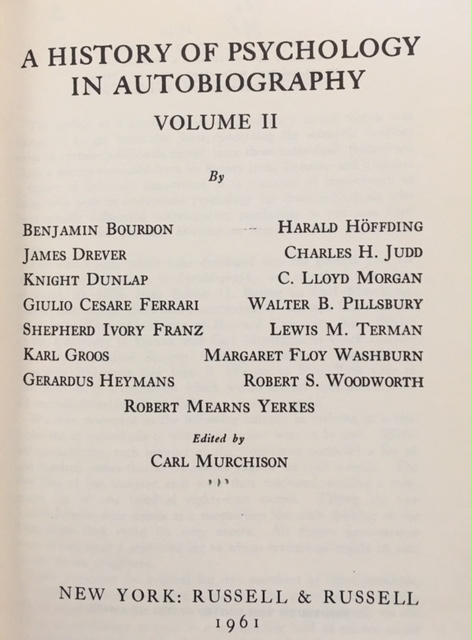 A HISTORY OF PSYCHOLOGY
IN AUTOBIOGRAPHY
VOLUME II
By
BENJAMIN BOURDON HARALD HÖFFDING
JAMES DREVER CHARLES H. JUDD
KNIGHT DUNLAP C. LLOYD MORGAN
GIULIO CESARE FERRARI WALTER B. PILLSBURY
SHEPHERD IVORY FRANZ LEWIS M. TERMAN
KARL GROOS MARGARET FLOY WASHBURN
GERARDUS HEYMANS ROBERT S. WOODWORTH
ROBERT MEARNS YERKES
Edited by
CARL MURCHISON
NEW YORK: RUSSELL & RUSSELL
1961